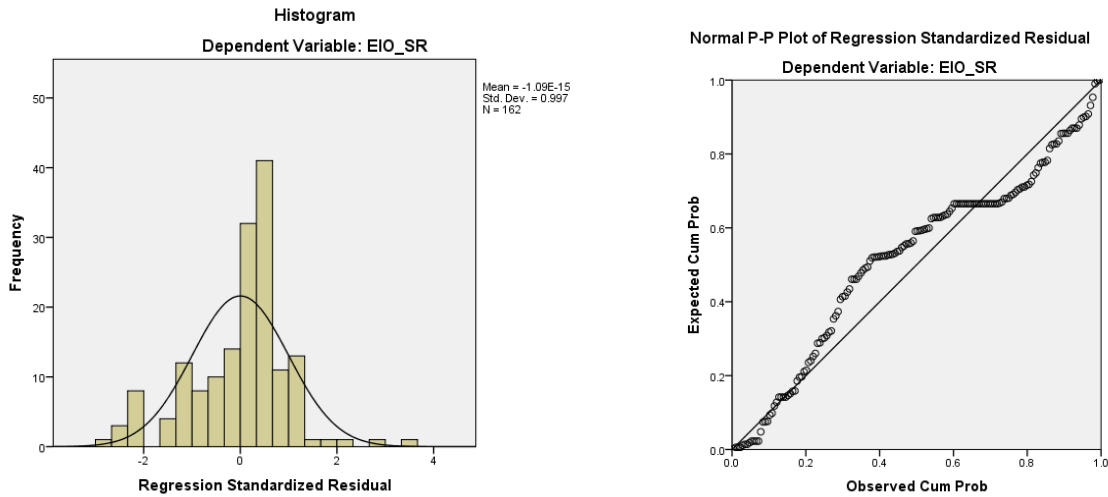 Histogram
Dependent Variable: EIO_SR
Mean = -1.09E-15
Std. Dev. = 0.997
N = 162
50
40
30
20
10
0
Frequency
-2
0
2
4
Regression Standardized Residual
Normal P-P Plot of Regression Standardized Residual
Dependent Variable: EIO_SR
1.0
0.8
0.6
0.4
0.2
0.0
Expected Cum Prob
0.0
0.2
0.4
0.6
0.8
1.0
Observed Cum Prob